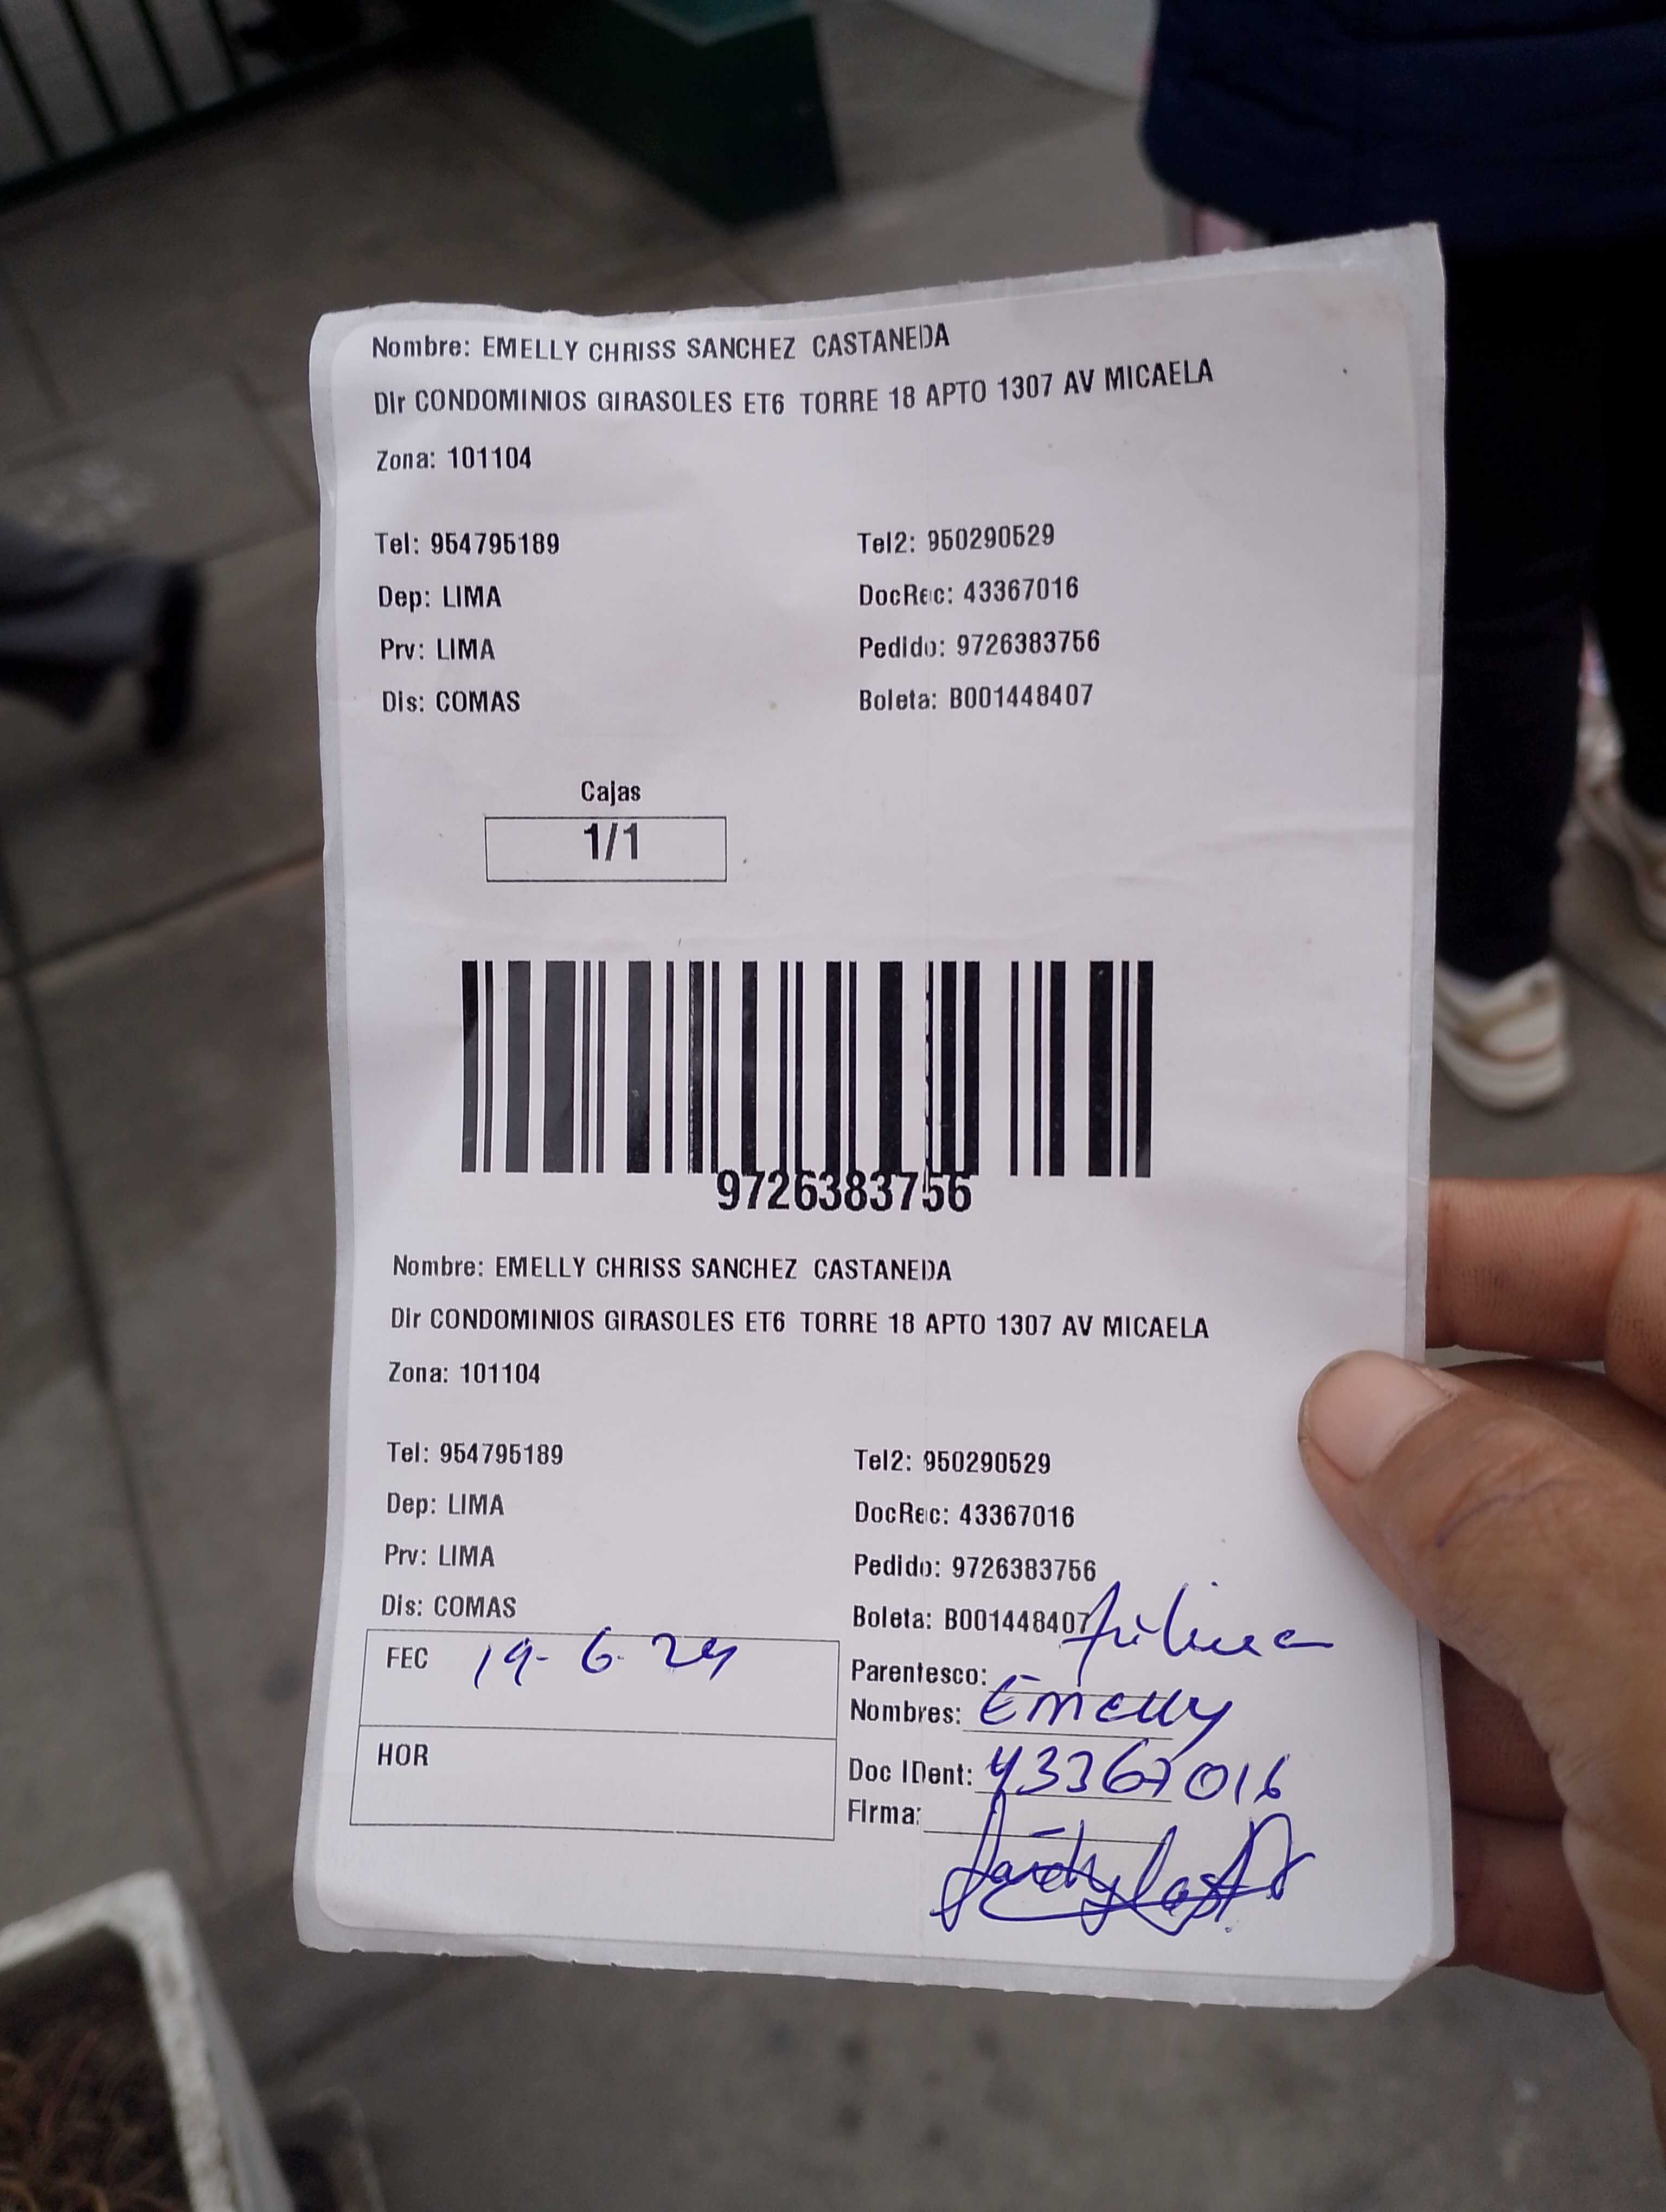 Nombre: EMELLY CHRISS SANCHEZ CASTANEDA
Dir CONDOMINIOS GIRASOLES ET6 TORRE 18 APTO 1307 AV MICAELA
Zona: 101104
Tel: 954795189 Tel2: 950290529
Dep: LIMA DocRec: 43367016
Prv: LIMA Pedido: 9726383756
Dis: COMAS Boleta: B001448407
Cajas
1/1
9726383756
Nombre: EMELLY CHRISS SANCHEZ CASTANEDA
Dir CONDOMINIOS GIRASOLES ET6 TORRE 18 APTO 1307 AV MICAELA
Zona: 101104
Tel: 954795189 Tel2: 950290529
Dep: LIMA DocRec: 43367016
Prv: LIMA Pedido: 9726383756
Dis: COMAS Boleta: B001448407
FEC 19-6-24
Parentesco:
Nombres: Emelly
HOR
Doc IDent: 43367016
Firma: